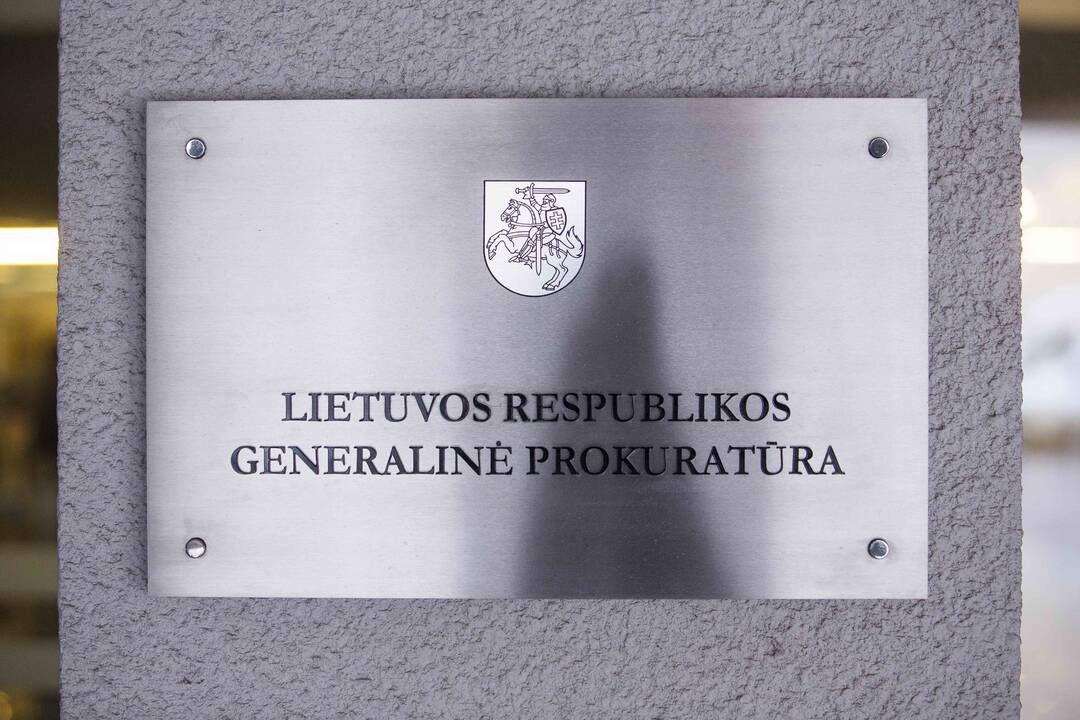 LIETUVOS RESPUBLIKOS
GENERALINĖ PROKURATŪRA